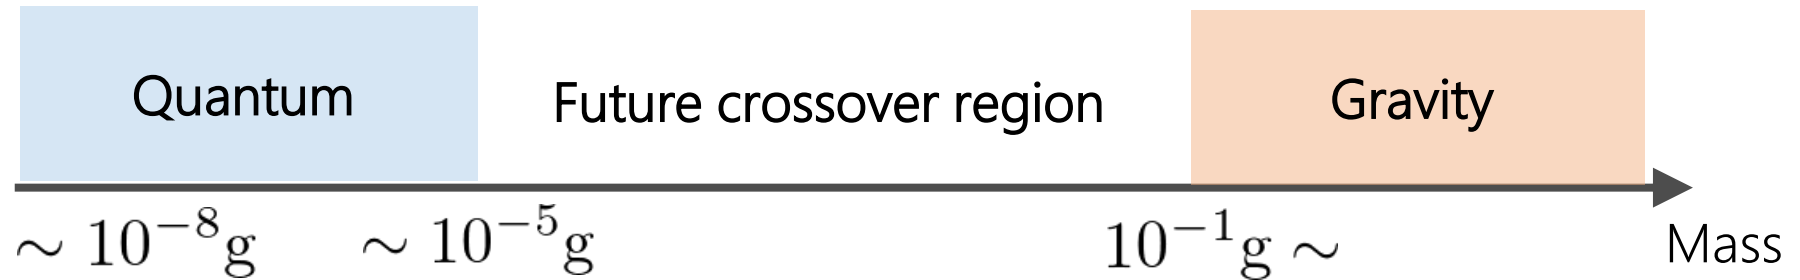 Quantum Future crossover region Gravity
∼ 10⁻⁸g ∼ 10⁻⁵g 10⁻¹g ∼ Mass